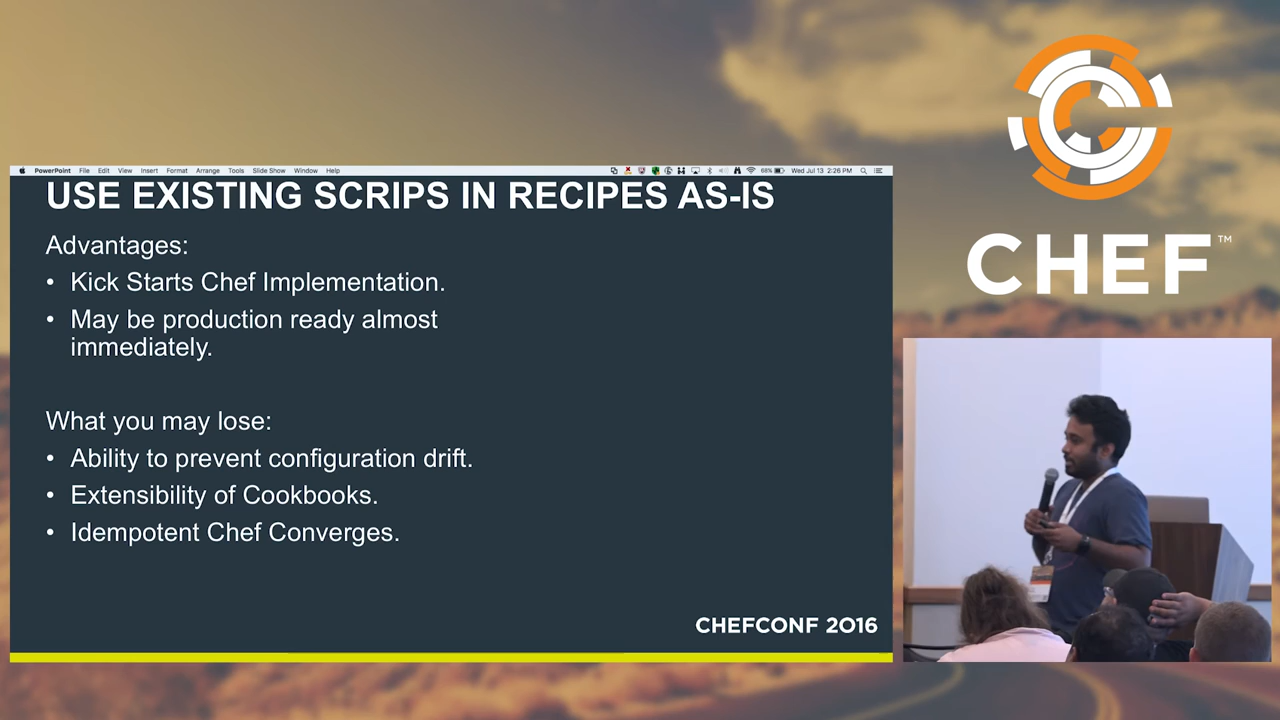 PowerPoint File Edit View Insert Format Arrange Tools Slide Show Window Help 68% Wed Jul 13 2:26 PM
USE EXISTING SCRIPS IN RECIPES AS-IS
Advantages:
• Kick Starts Chef Implementation.
• May be production ready almost
immediately.
What you may lose:
• Ability to prevent configuration drift.
• Extensibility of Cookbooks.
• Idempotent Chef Converges.
CHEFCONF 2016
CHEF™